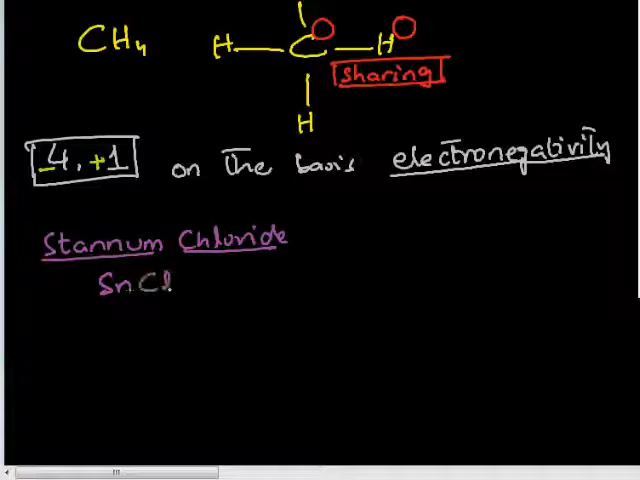 CH4 H C H
sharing
H
-4, +1 on the basis electronegativity
Stannum Chloride
SnCl